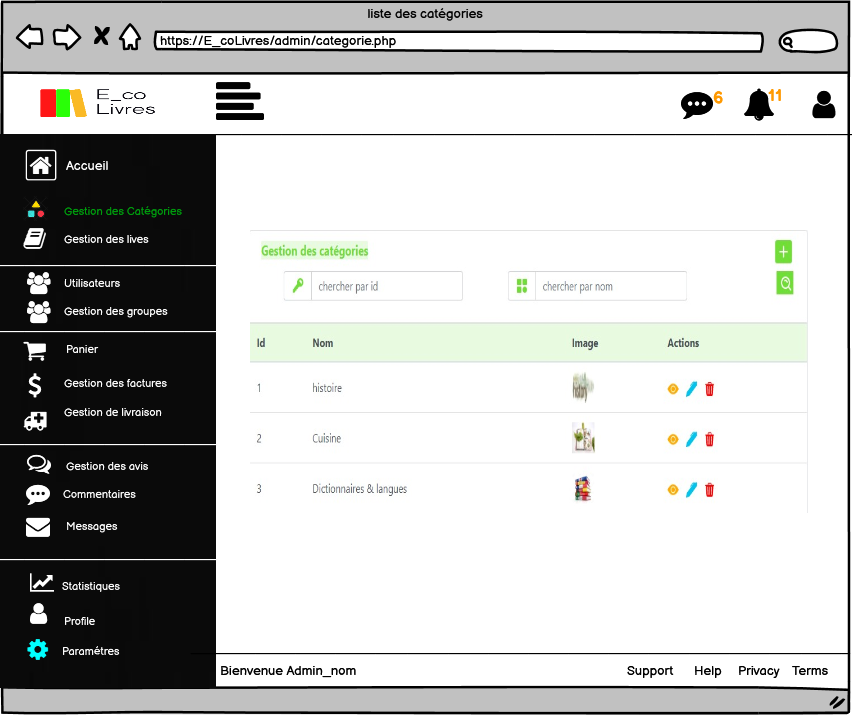 liste des catégories
https://E_coLivres/admin/categorie.php
E_co
Livres
6
11
Accueil
Gestion des Catégories
Gestion des lives
Utilisateurs
Gestion des groupes
Panier
Gestion des factures
Gestion de livraison
Gestion des avis
Commentaires
Messages
Statistiques
Profile
Paramétres
Gestion des catégories
chercher par id
chercher par nom
Id Nom Image Actions
1 histoire
2 Cuisine
3 Dictionnaires & langues
Bienvenue Admin_nom
Support Help Privacy Terms